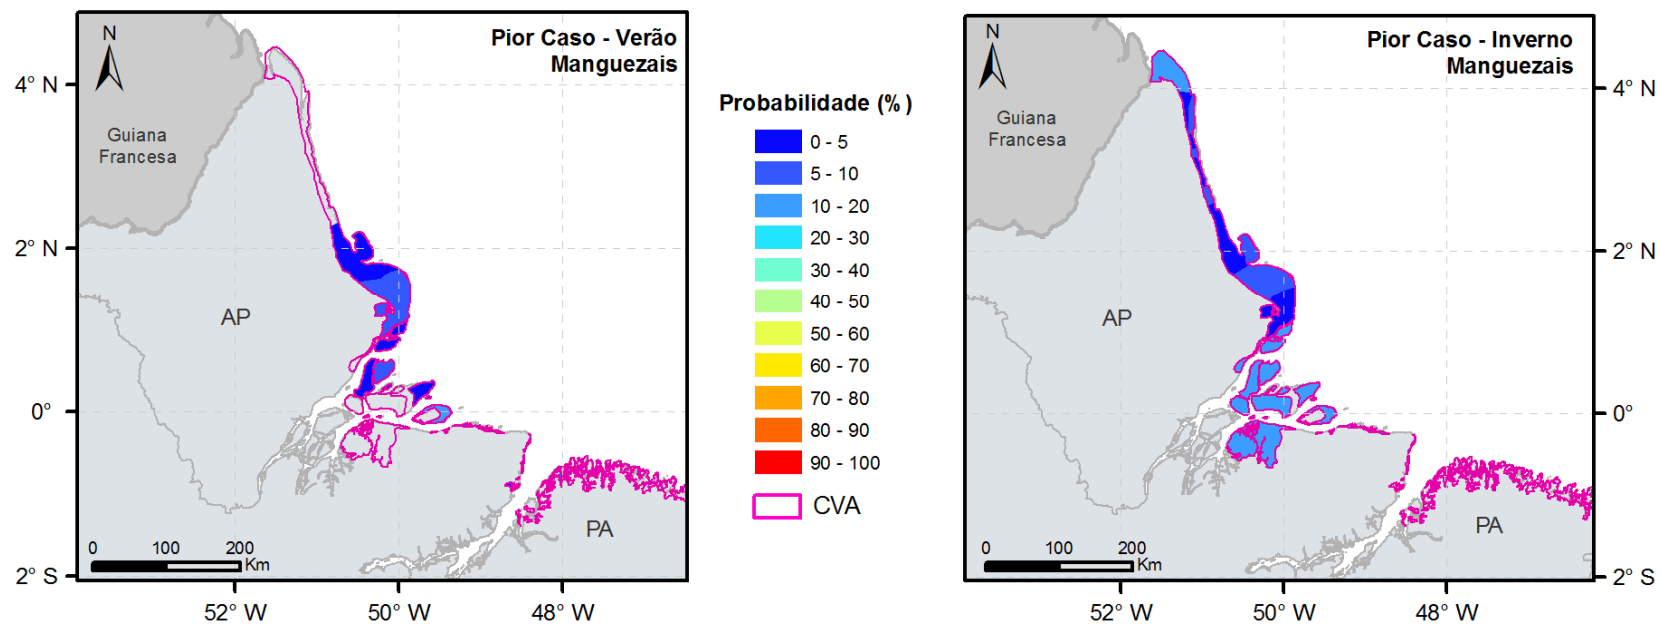 Pior Caso - Verão
Manguezais
N
4° N
2° N
0°
2° S
Guiana
Francesa
AP
PA
0 100 200
Km
52° W 50° W 48° W
Probabilidade (%)
0 - 5
5 - 10
10 - 20
20 - 30
30 - 40
40 - 50
50 - 60
60 - 70
70 - 80
80 - 90
90 - 100
CVA
Pior Caso - Inverno
Manguezais
N
4° N
2° N
0°
2° S
Guiana
Francesa
AP
PA
0 100 200
Km
52° W 50° W 48° W